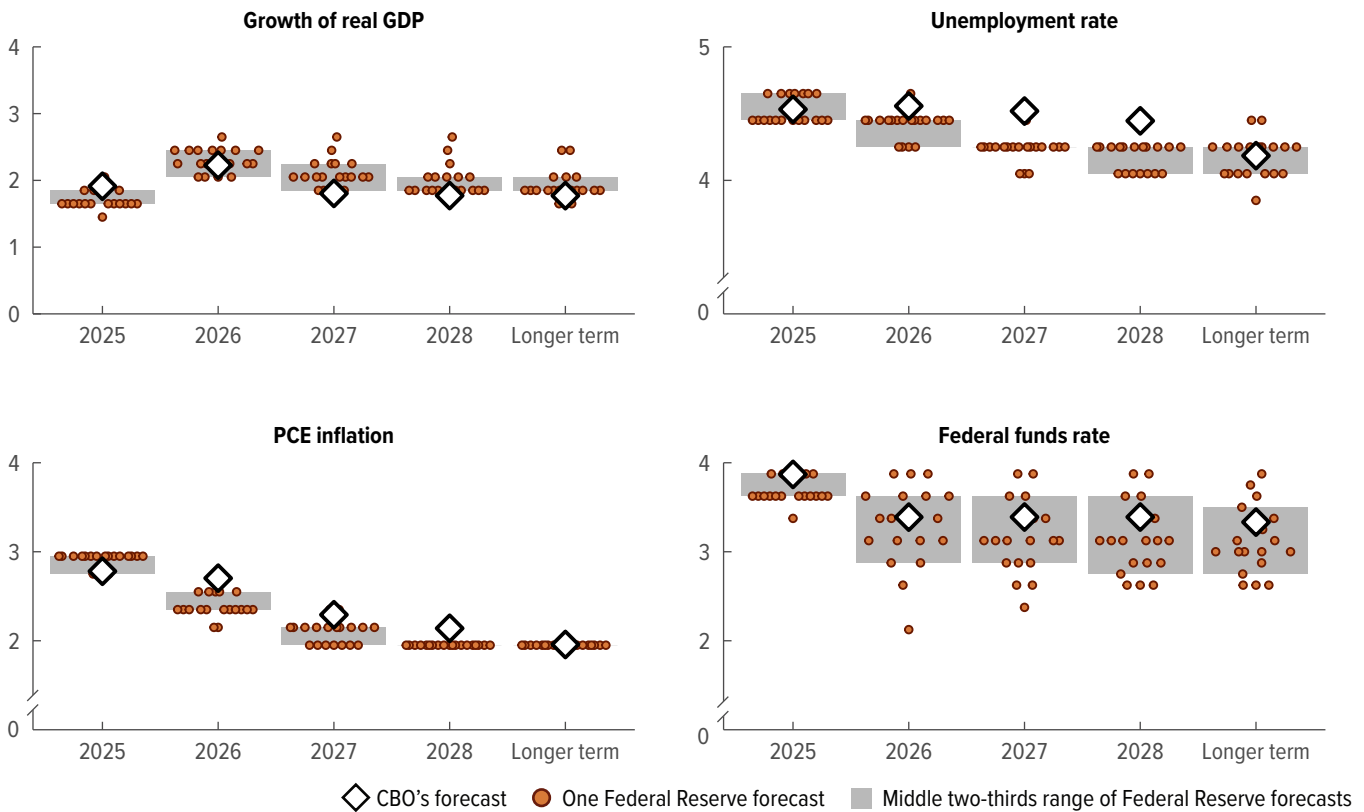 Growth of real GDP
4
3
2
1
0
2025 2026 2027 2028 Longer term
Unemployment rate
5
4
0
2025 2026 2027 2028 Longer term
PCE inflation
4
3
2
0
2025 2026 2027 2028 Longer term
Federal funds rate
4
3
2
0
2025 2026 2027 2028 Longer term
CBO's forecast One Federal Reserve forecast Middle two-thirds range of Federal Reserve forecasts